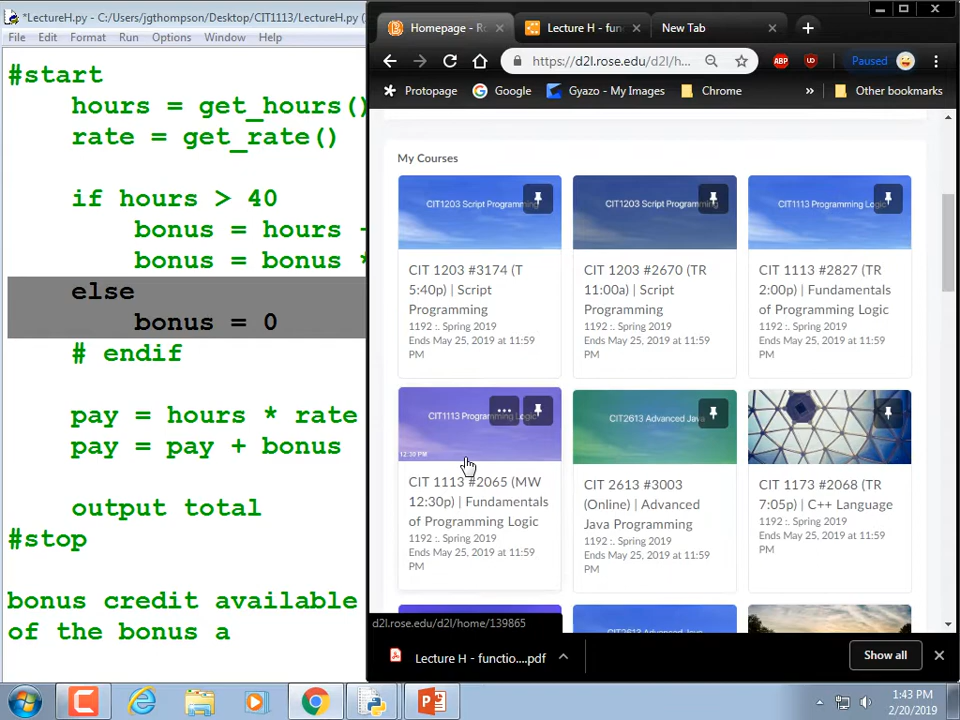 *LectureH.py - C:/Users/jgthompson/Desktop/CIT1113/LectureH.py (
File Edit Format Run Options Window Help
#start
hours = get_hours()
rate = get_rate()
if hours > 40
bonus = hours
bonus = bonus
else
bonus = 0
# endif
pay = hours * rate
pay = pay + bonus
output total
#stop
bonus credit available
of the bonus a
Homepage - Ro
Lecture H - func
New Tab
https://d2l.rose.edu/d2l/h...
ABP
Paused
Protopage
Google
Gyazo - My Images
Chrome
»
Other bookmarks
My Courses
CIT1203 Script Programming
CIT1203 Script Programming
CIT1113 Programming Logic
CIT 1203 #3174 (T
5:40p) | Script
Programming
1192 :. Spring 2019
Ends May 25, 2019 at 11:59
PM
CIT 1203 #2670 (TR
11:00a) | Script
Programming
1192 :. Spring 2019
Ends May 25, 2019 at 11:59
PM
CIT 1113 #2827 (TR
2:00p) | Fundamentals
of Programming Logic
1192 :. Spring 2019
Ends May 25, 2019 at 11:59
PM
CIT1113 Programming Logic
12:30 PM
CIT2613 Advanced Java
CIT 1113 #2065 (MW
12:30p) | Fundamentals
of Programming Logic
1192 :. Spring 2019
Ends May 25, 2019 at 11:59
PM
CIT 2613 #3003
(Online) | Advanced
Java Programming
1192 :. Spring 2019
Ends May 25, 2019 at 11:59
PM
CIT 1173 #2068 (TR
7:05p) | C++ Language
1192 :. Spring 2019
Ends May 25, 2019 at 11:59
PM
d2l.rose.edu/d2l/home/139865
Lecture H - functio....pdf
Show all
1:43 PM
2/20/2019